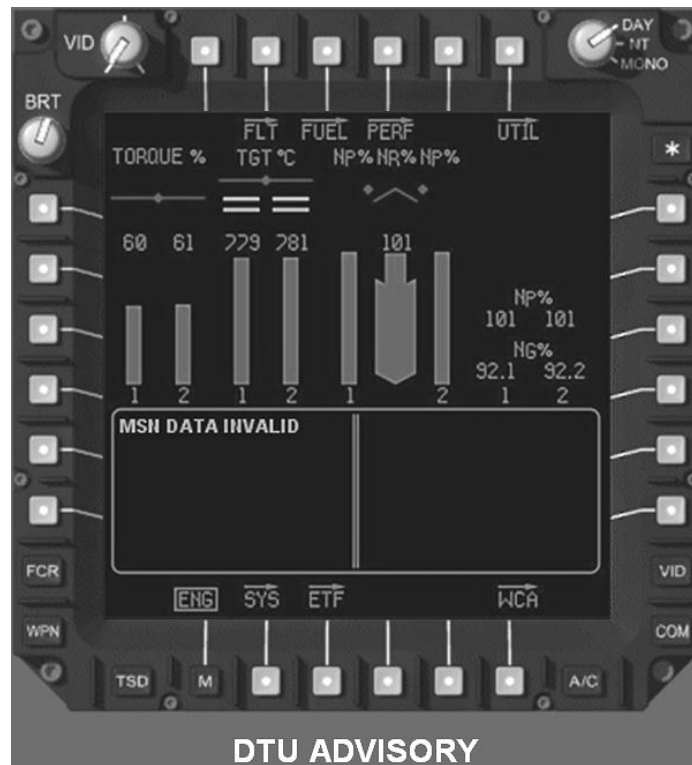 VID
DAY
NT
MONO
BRT
FLT FUEL PERF UTIL
TORQUE % TGT °C NP% NR% NP%
*
60 61 779 781 101
NP%
101 101
NG%
92.1 92.2
1 2 1 2 1 2 1 2
MSN DATA INVALID
FCR
VID
ENG SYS ETF WCA
WPN
COM
TSD M A/C
DTU ADVISORY